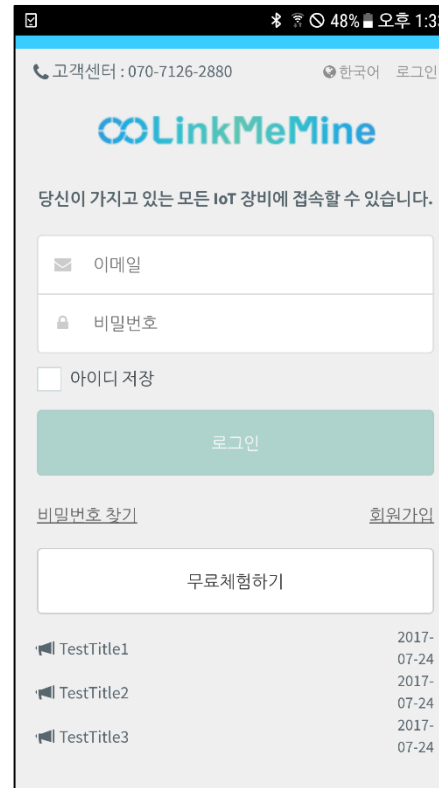 48% 오후 1:33
고객센터 : 070-7126-2880 한국어 로그인
LinkMeMine
당신이 가지고 있는 모든 IoT 장비에 접속할 수 있습니다.
이메일
비밀번호
아이디 저장
로그인
비밀번호 찾기 회원가입
무료체험하기
TestTitle1 2017-
07-24
TestTitle2 2017-
07-24
TestTitle3 2017-
07-24